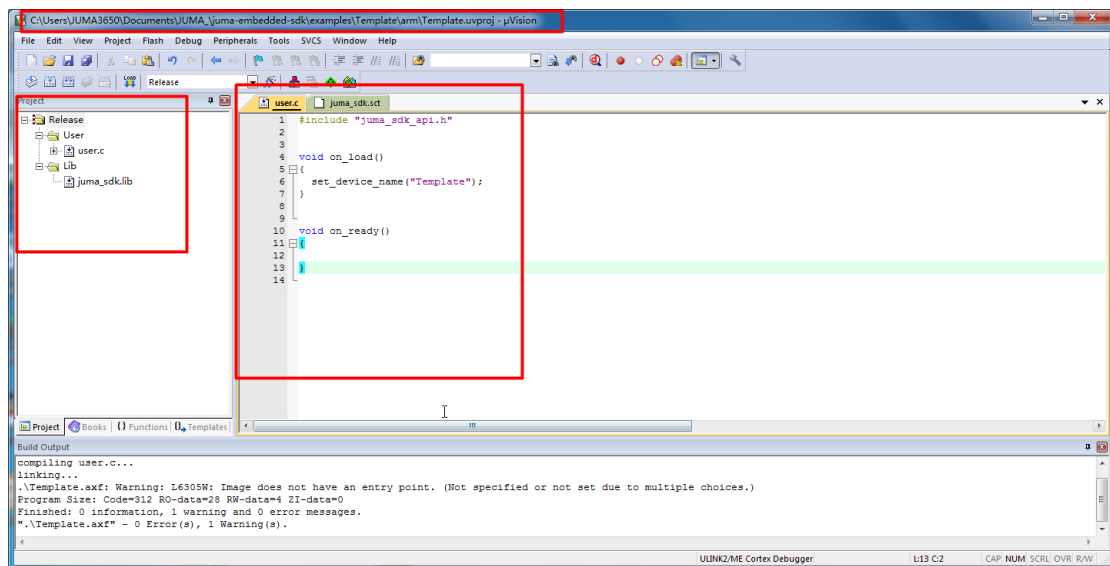 C:\Users\JUMA3650\Documents\JUMA_\juma-embedded-sdk\examples\Template\arm\Template.uvproj - µVision
File Edit View Project Flash Debug Peripherals Tools SVCS Window Help
LOAD Release
Project
Release
User
user.c
Lib
juma_sdk.lib
user.c juma_sdk.sct
1 #include "juma_sdk_api.h"
2
3
4 void on_load()
5 {
6 set_device_name("Template");
7 }
8
9
10 void on_ready()
11 {
12
13 }
14
Project Books {} Functions 0 Templates
Build Output
compiling user.c...
linking...
.\Template.axf: Warning: L6305W: Image does not have an entry point. (Not specified or not set due to multiple choices.)
Program Size: Code=312 RO-data=28 RW-data=4 ZI-data=0
Finished: 0 information, 1 warning and 0 error messages.
".\Template.axf" - 0 Error(s), 1 Warning(s).
ULINK2/ME Cortex Debugger L:13 C:2 CAP NUM SCRL OVR R/W